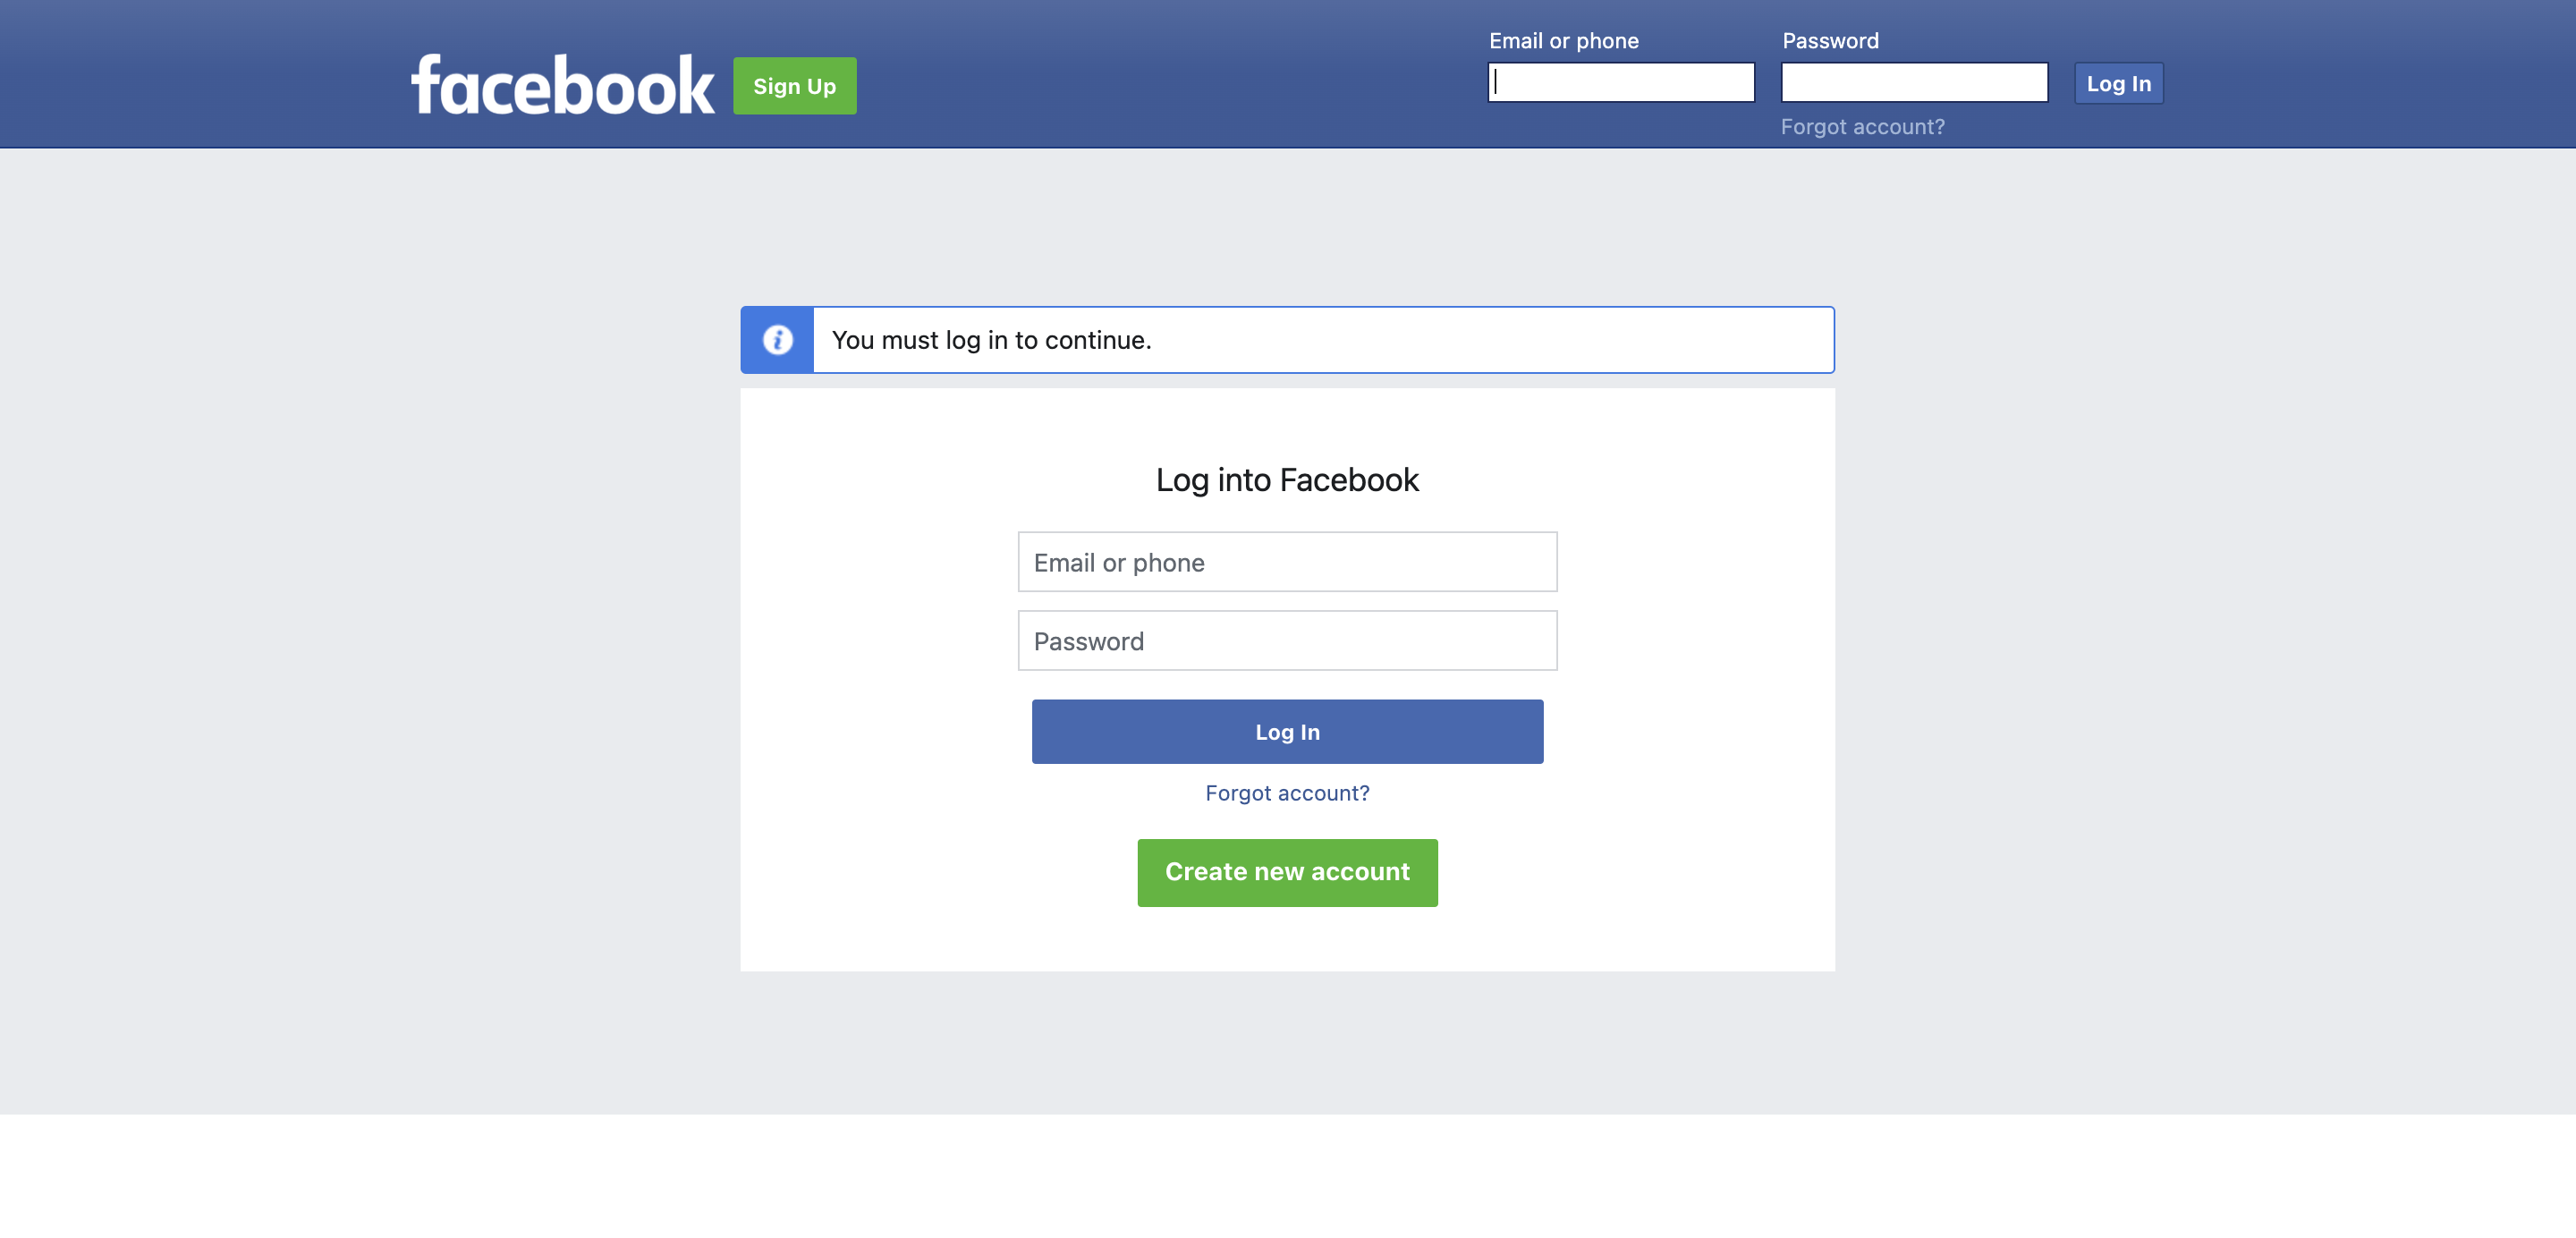 facebook
Sign Up
Email or phone
Password
Log In
Forgot account?
You must log in to continue.
Log into Facebook
Email or phone
Password
Log In
Forgot account?
Create new account